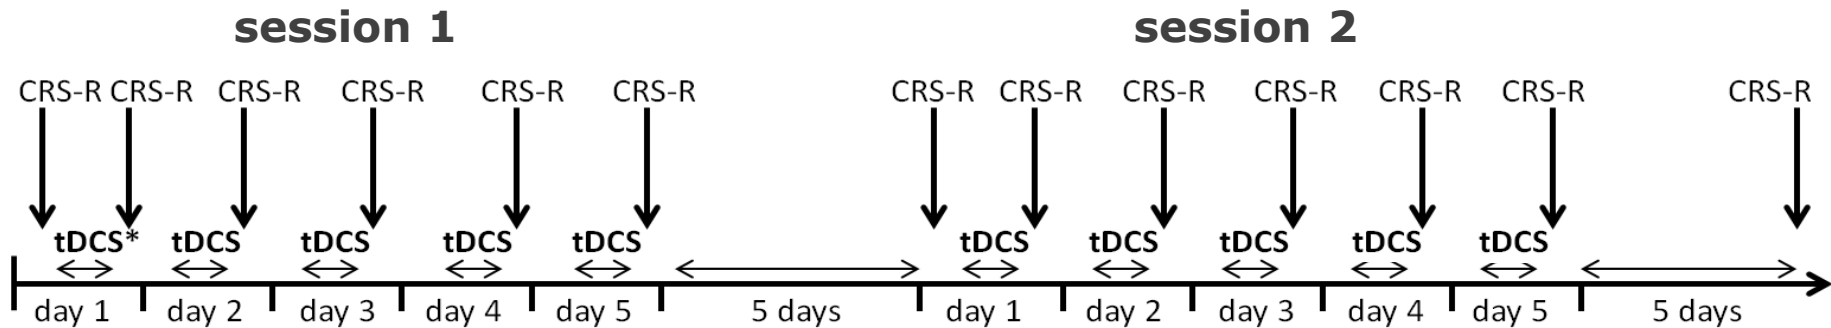 session 1 session 2
CRS-R CRS-R CRS-R CRS-R CRS-R CRS-R CRS-R CRS-R CRS-R CRS-R CRS-R CRS-R CRS-R
tDCS* tDCS tDCS tDCS tDCS tDCS tDCS tDCS tDCS tDCS
day 1 day 2 day 3 day 4 day 5 5 days day 1 day 2 day 3 day 4 day 5 5 days